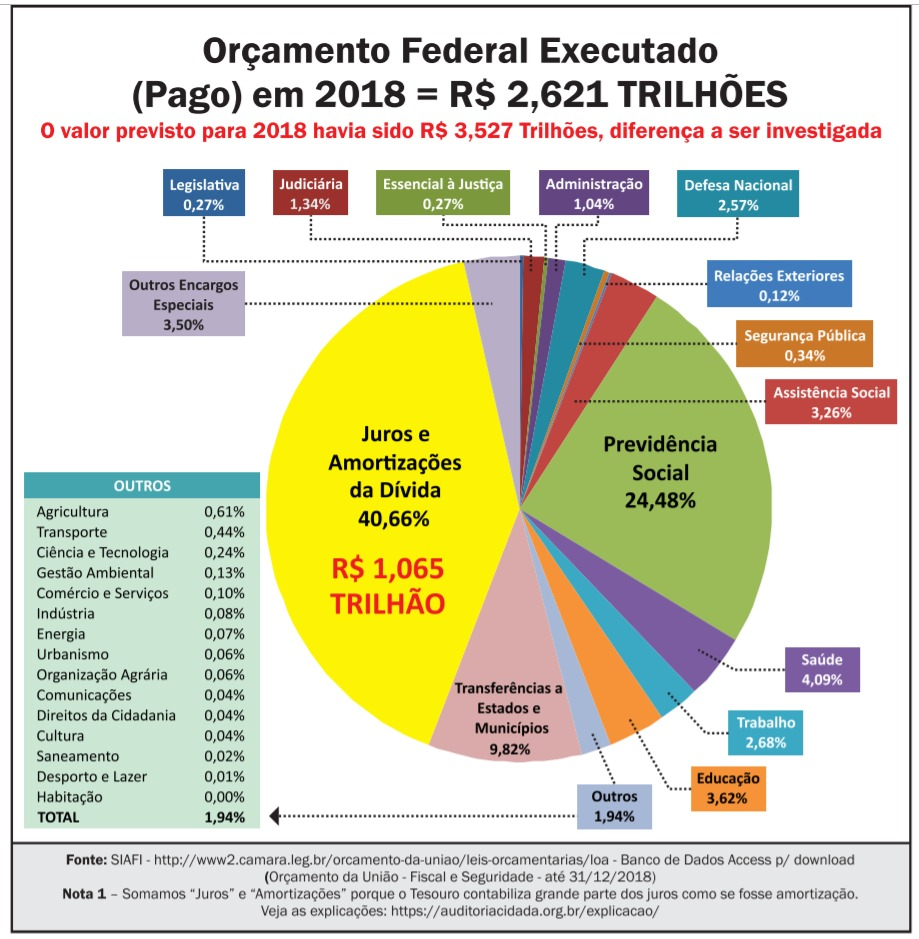 Orçamento Federal Executado
(Pago) em 2018 = R$ 2,621 TRILHÕES
O valor previsto para 2018 havia sido R$ 3,527 Trilhões, diferença a ser investigada
Legislativa
0,27%
Judiciária
1,34%
Essencial à Justiça
0,27%
Administração
1,04%
Defesa Nacional
2,57%
Outros Encargos
Especiais
3,50%
Relações Exteriores
0,12%
Segurança Pública
0,34%
Assistência Social
3,26%
Juros e
Amortizações
da Dívida
40,66%
R$ 1,065
TRILHÃO
Previdência
Social
24,48%
OUTROS
Agricultura 0,61%
Transporte 0,44%
Ciência e Tecnologia 0,24%
Gestão Ambiental 0,13%
Comércio e Serviços 0,10%
Indústria 0,08%
Energia 0,07%
Urbanismo 0,06%
Organização Agrária 0,06%
Comunicações 0,04%
Direitos da Cidadania 0,04%
Cultura 0,04%
Saneamento 0,02%
Desporto e Lazer 0,01%
Habitação 0,00%
TOTAL 1,94%
Saúde
4,09%
Transferências a
Estados e
Municípios
9,82%
Trabalho
2,68%
Educação
3,62%
Outros
1,94%
Fonte: SIAFI - http://www2.camara.leg.br/orcamento-da-uniao/leis-orcamentarias/loa - Banco de Dados Access p/ download
(Orçamento da União - Fiscal e Seguridade - até 31/12/2018)
Nota 1 – Somamos “Juros” e “Amortizações” porque o Tesouro contabiliza grande parte dos juros como se fosse amortização.
Veja as explicações: https://auditoriacidada.org.br/explicacao/